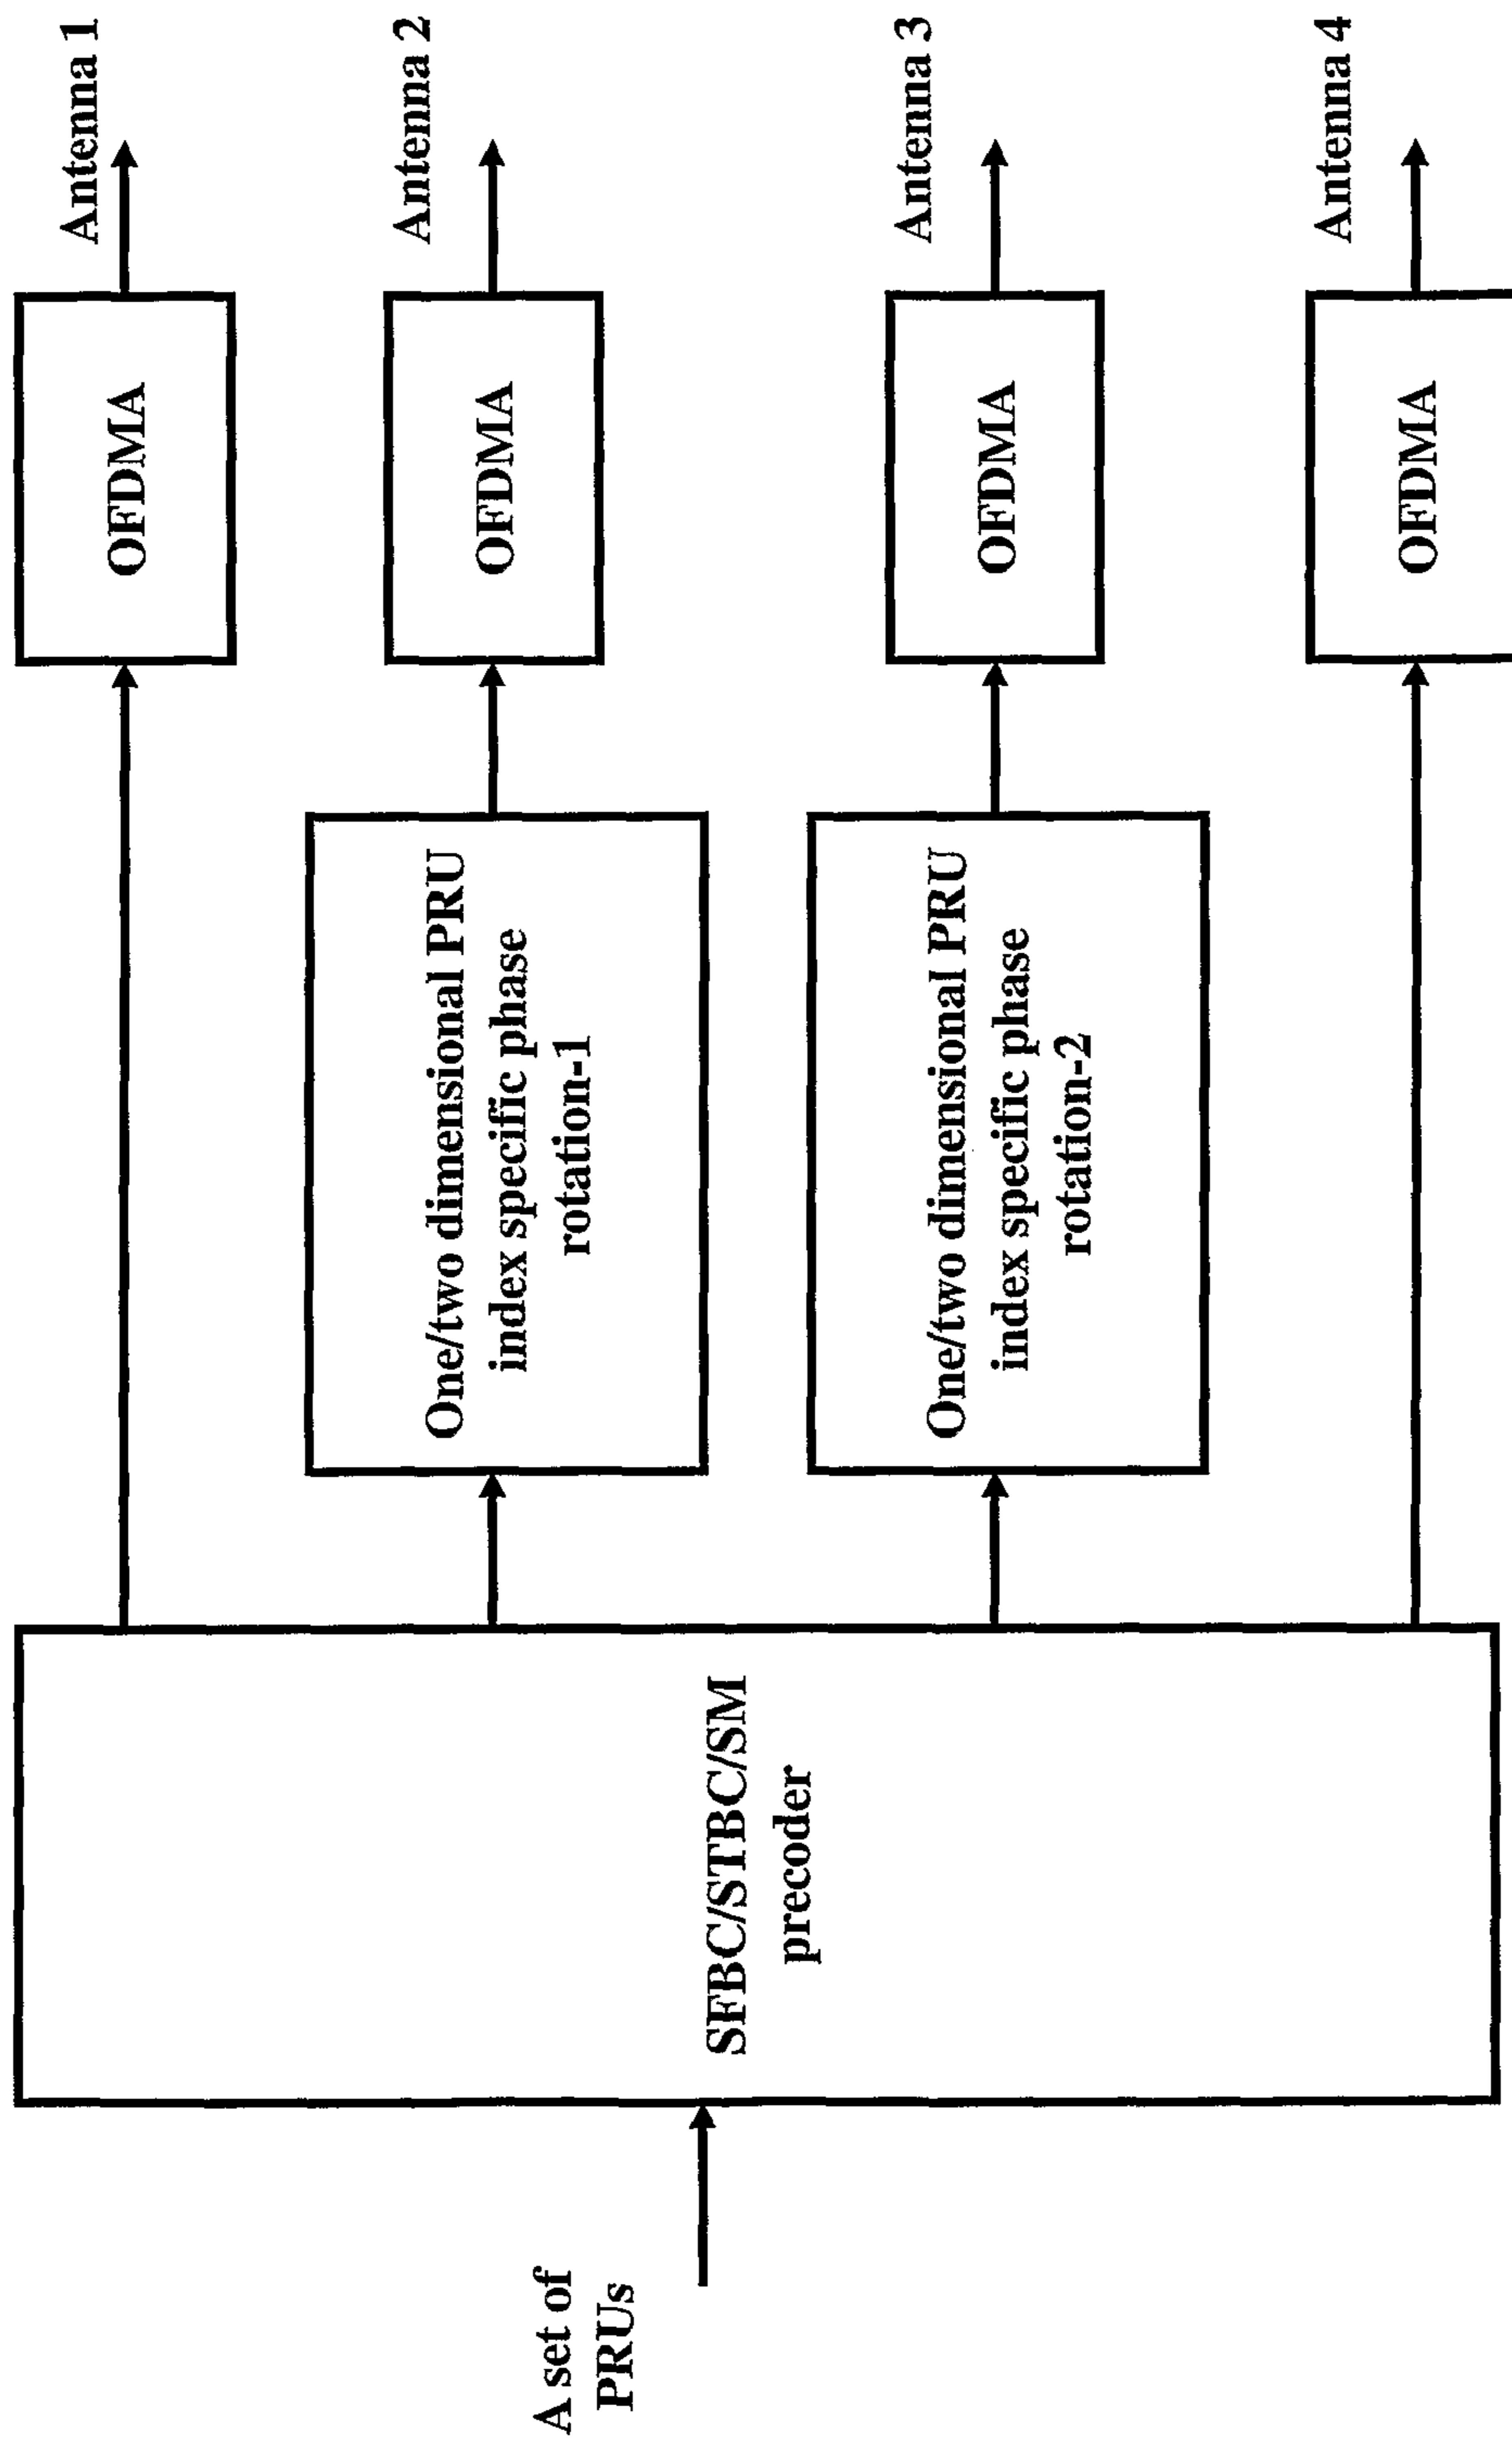 A set of
PRUs
SFBC/STBC/SM
precoder
One/two dimensional PRU
index specific phase
rotation-1
One/two dimensional PRU
index specific phase
rotation-2
OFDMA
OFDMA
OFDMA
OFDMA
Antenna 1
Antenna 2
Antenna 3
Antenna 4